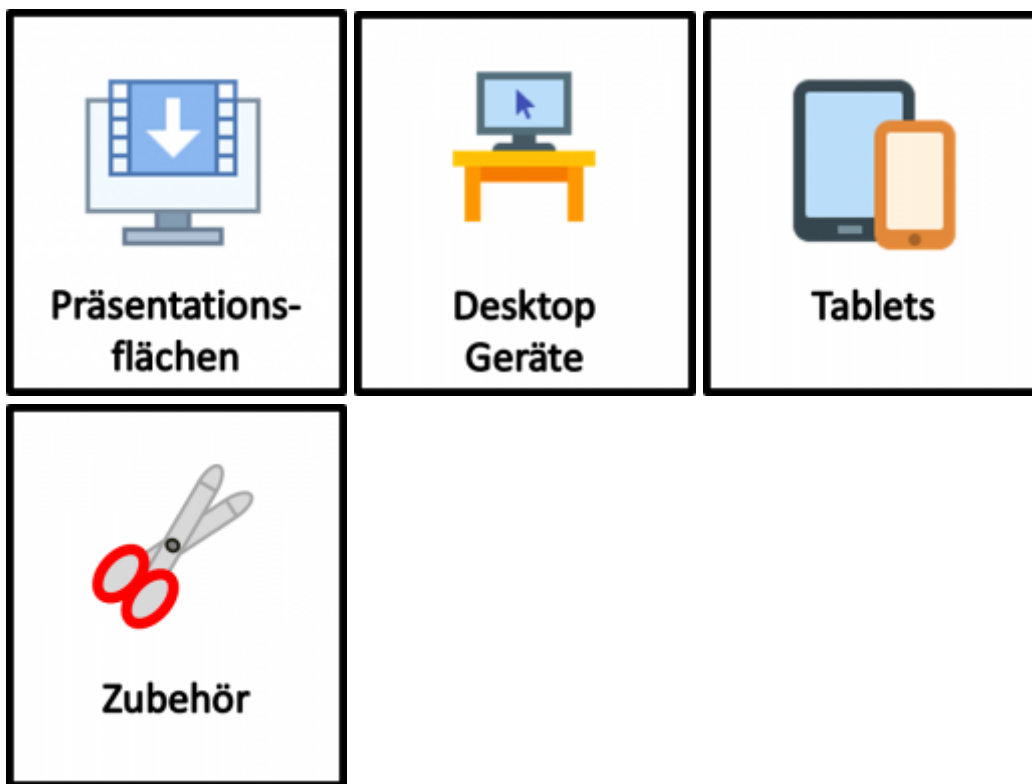 Präsentations-
flächen
Desktop
Geräte
Tablets
Zubehör